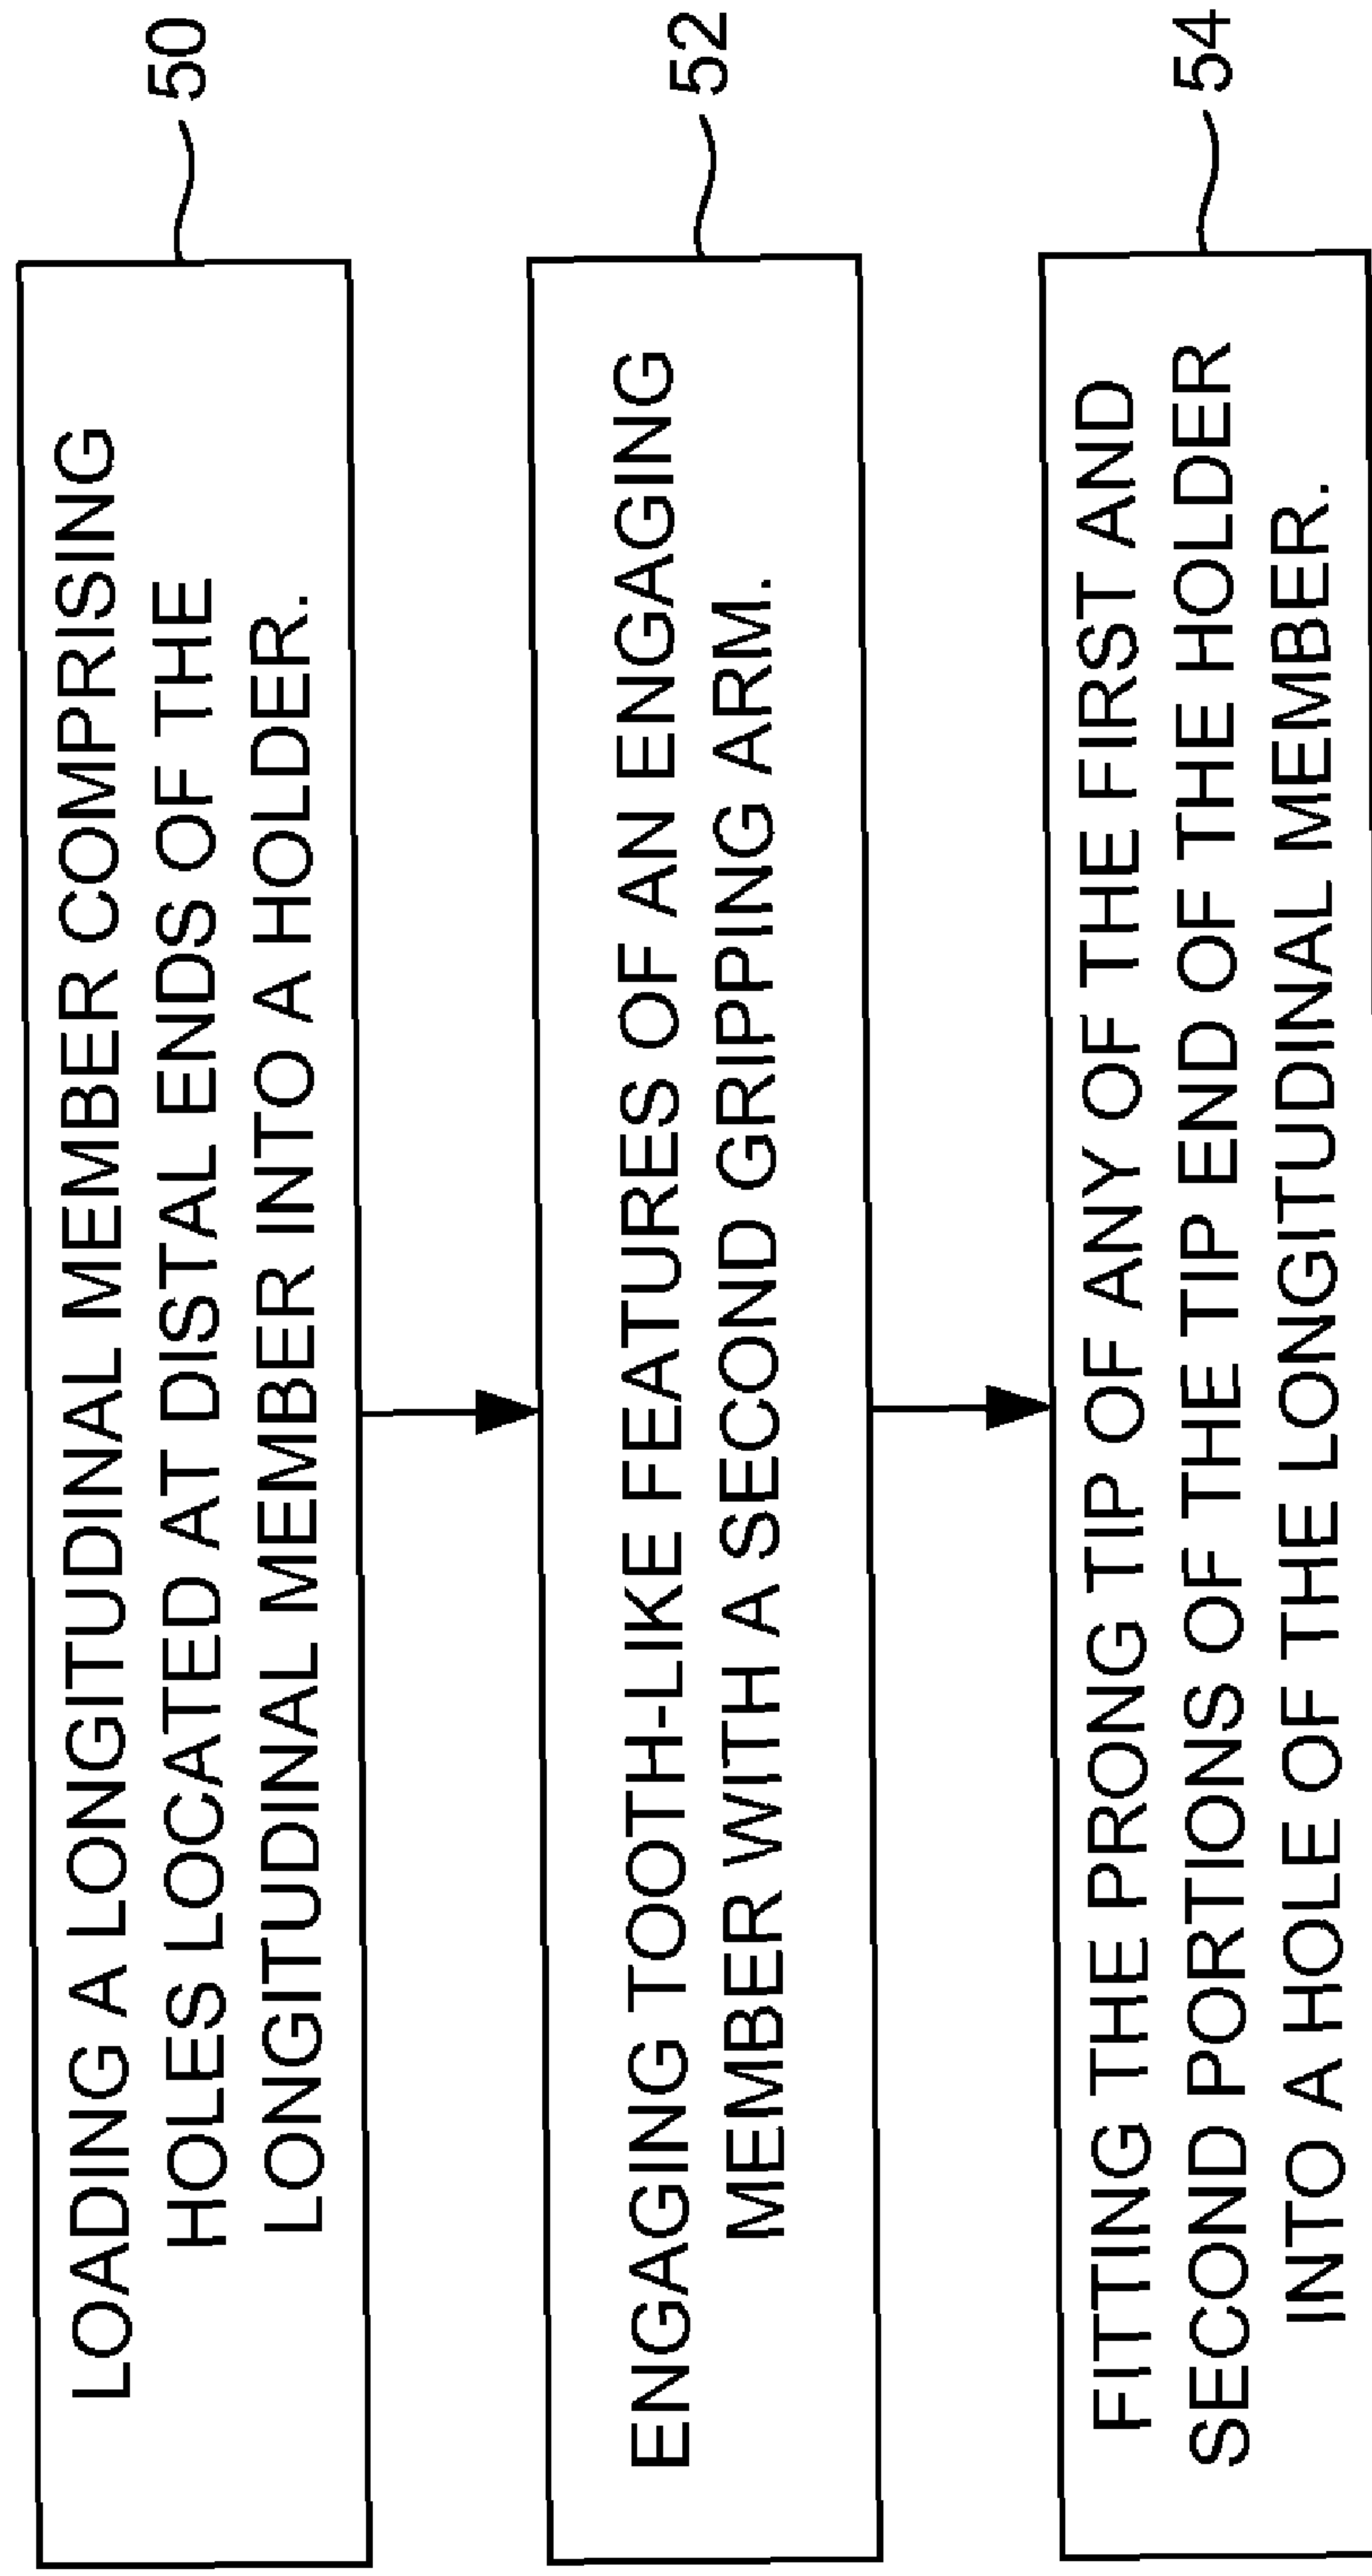 LOADING A LONGITUDINAL MEMBER COMPRISING
HOLES LOCATED AT DISTAL ENDS OF THE
LONGITUDINAL MEMBER INTO A HOLDER.
50
ENGAGING TOOTH-LIKE FEATURES OF AN ENGAGING
MEMBER WITH A SECOND GRIPPING ARM.
52
FITTING THE PRONG TIP OF ANY OF THE FIRST AND
SECOND PORTIONS OF THE TIP END OF THE HOLDER
INTO A HOLE OF THE LONGITUDINAL MEMBER.
54